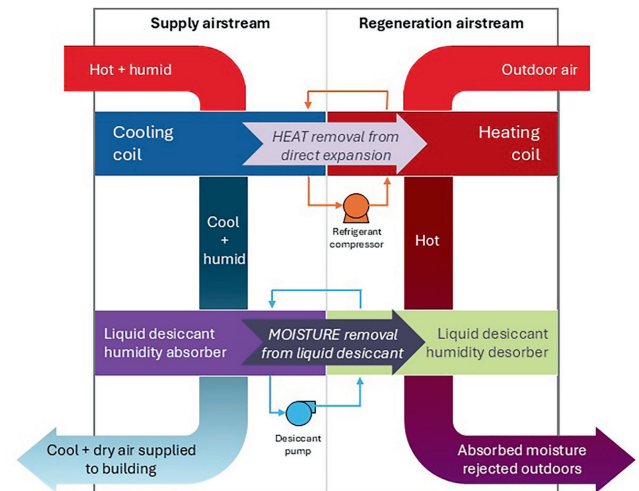 Supply airstream
Regeneration airstream
Hot + humid
Outdoor air
Cooling
coil
HEAT removal from
direct expansion
Heating
coil
Refrigerant
compressor
Cool
+
humid
Hot
Liquid desiccant
humidity absorber
MOISTURE removal
from liquid desiccant
Liquid desiccant
humidity desorber
Desiccant
pump
Cool + dry air supplied
to building
Absorbed moisture
rejected outdoors